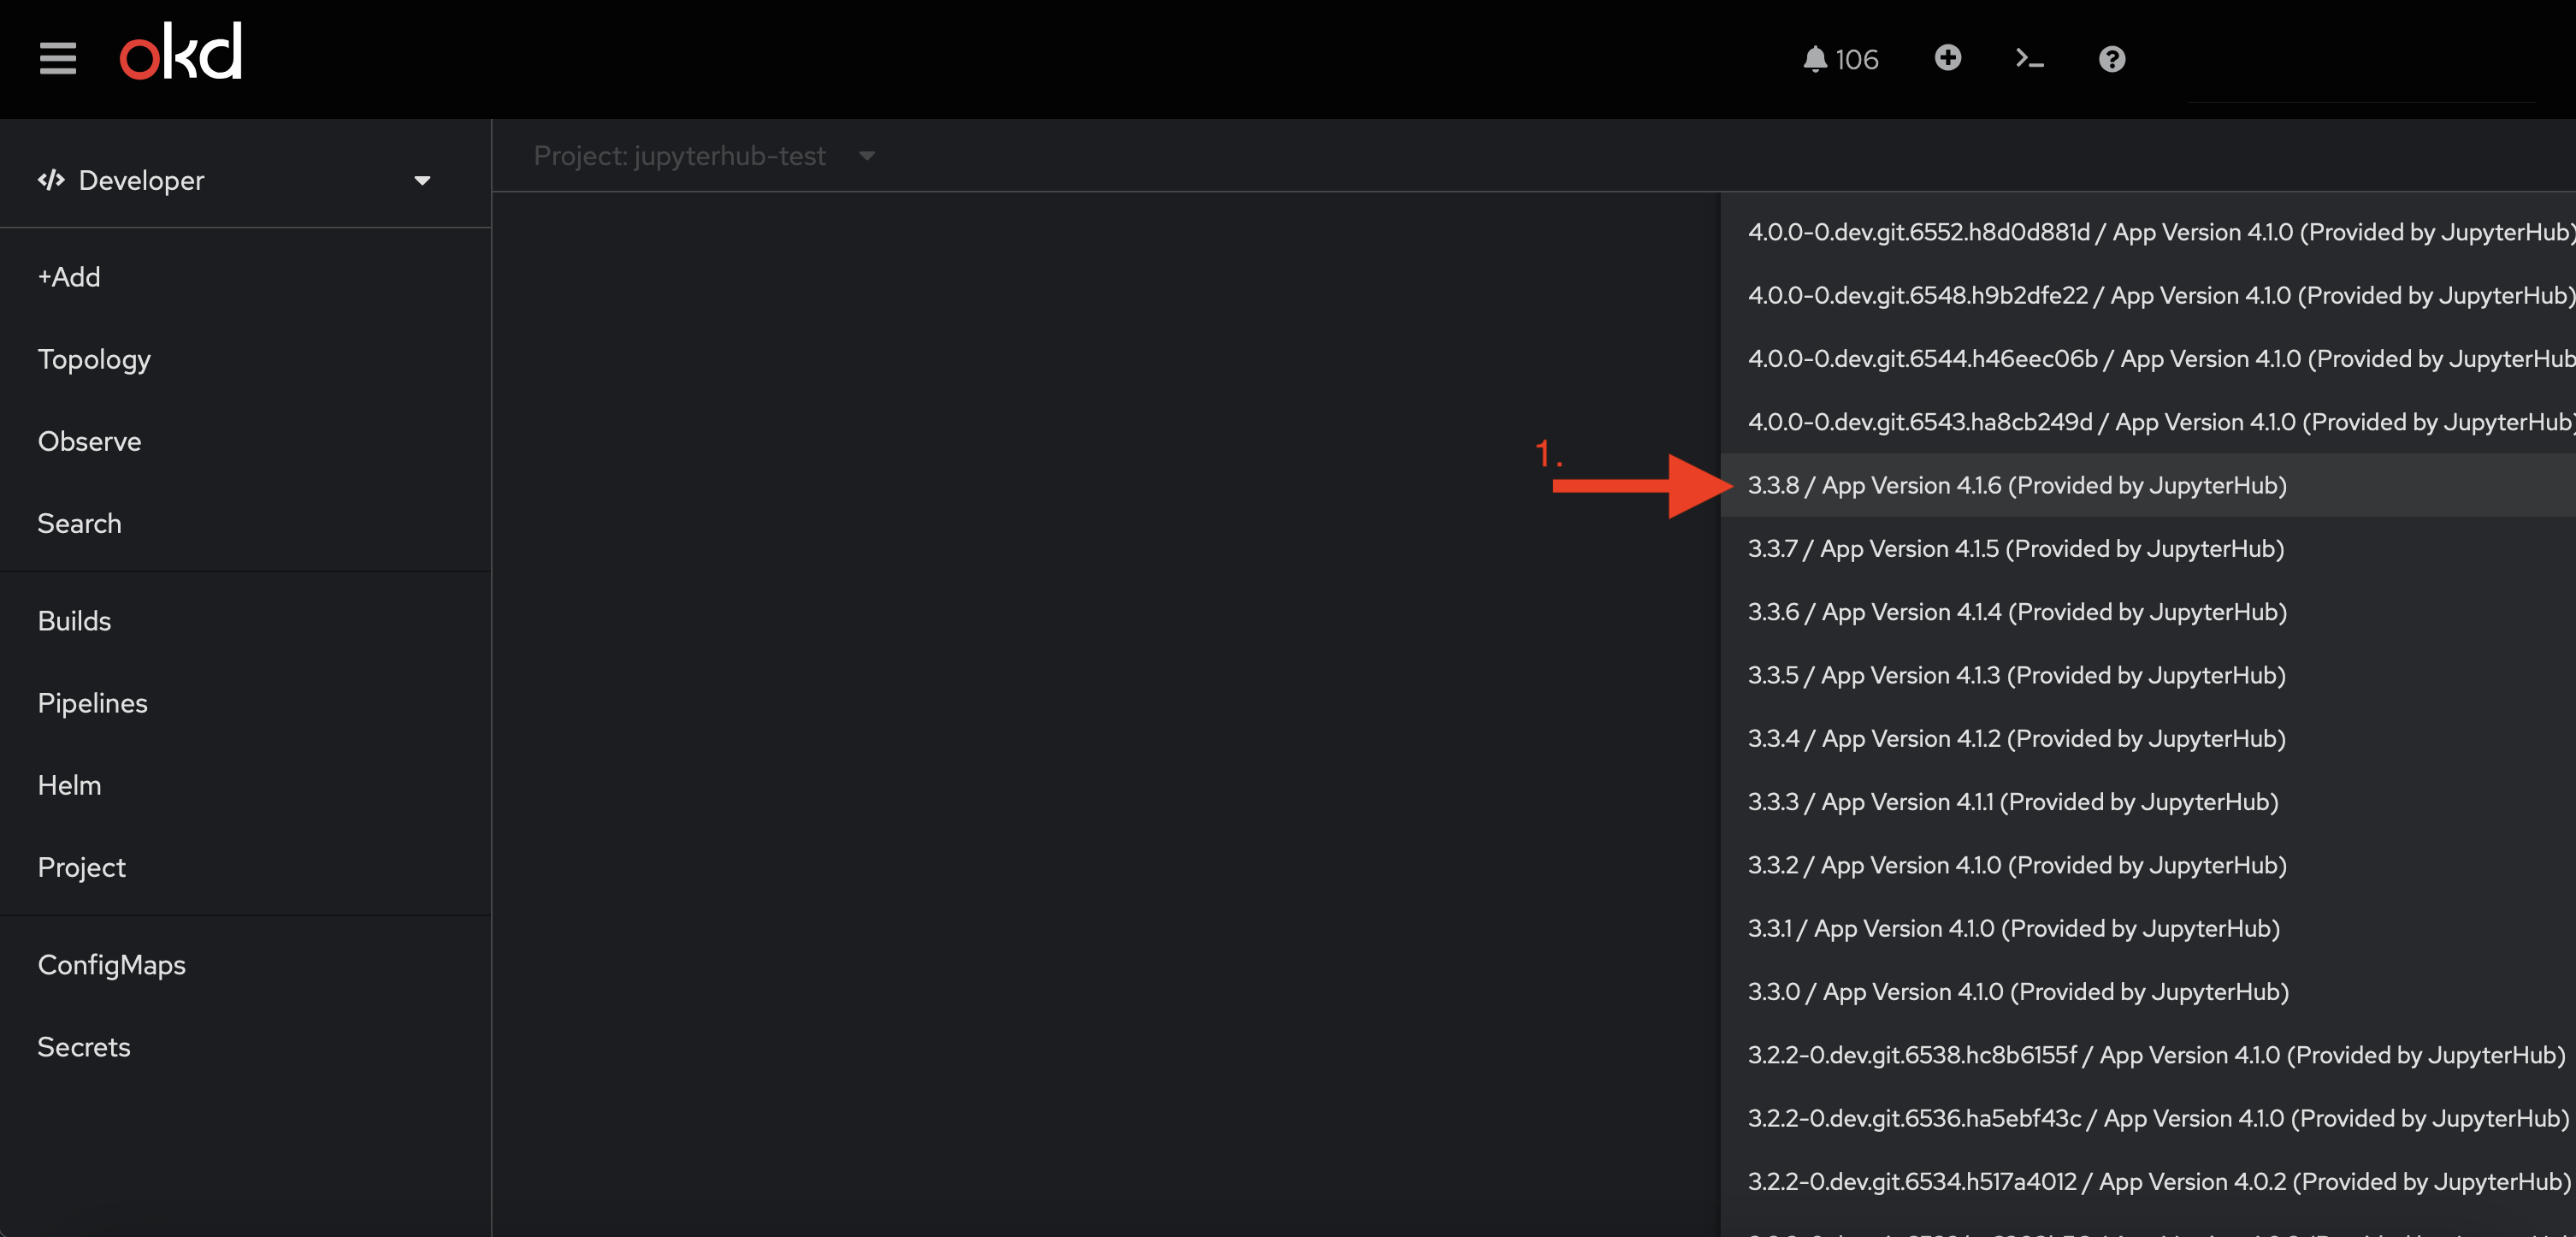 okd
106
Developer
Project: jupyterhub-test
+Add
Topology
Observe
Search
Builds
Pipelines
Helm
Project
ConfigMaps
Secrets
4.0.0-0.dev.git.6552.h8d0d881d / App Version 4.1.0 (Provided by JupyterHub)
4.0.0-0.dev.git.6548.h9b2dfe22 / App Version 4.1.0 (Provided by JupyterHub)
4.0.0-0.dev.git.6544.h46eec06b / App Version 4.1.0 (Provided by JupyterHub
4.0.0-0.dev.git.6543.ha8cb249d / App Version 4.1.0 (Provided by JupyterHub)
1.
3.3.8 / App Version 4.1.6 (Provided by JupyterHub)
3.3.7 / App Version 4.1.5 (Provided by JupyterHub)
3.3.6 / App Version 4.1.4 (Provided by JupyterHub)
3.3.5 / App Version 4.1.3 (Provided by JupyterHub)
3.3.4 / App Version 4.1.2 (Provided by JupyterHub)
3.3.3 / App Version 4.1.1 (Provided by JupyterHub)
3.3.2 / App Version 4.1.0 (Provided by JupyterHub)
3.3.1 / App Version 4.1.0 (Provided by JupyterHub)
3.3.0 / App Version 4.1.0 (Provided by JupyterHub)
3.2.2-0.dev.git.6538.hc8b6155f / App Version 4.1.0 (Provided by JupyterHub)
3.2.2-0.dev.git.6536.ha5ebf43c / App Version 4.1.0 (Provided by JupyterHub)
3.2.2-0.dev.git.6534.h517a4012 / App Version 4.0.2 (Provided by JupyterHub)